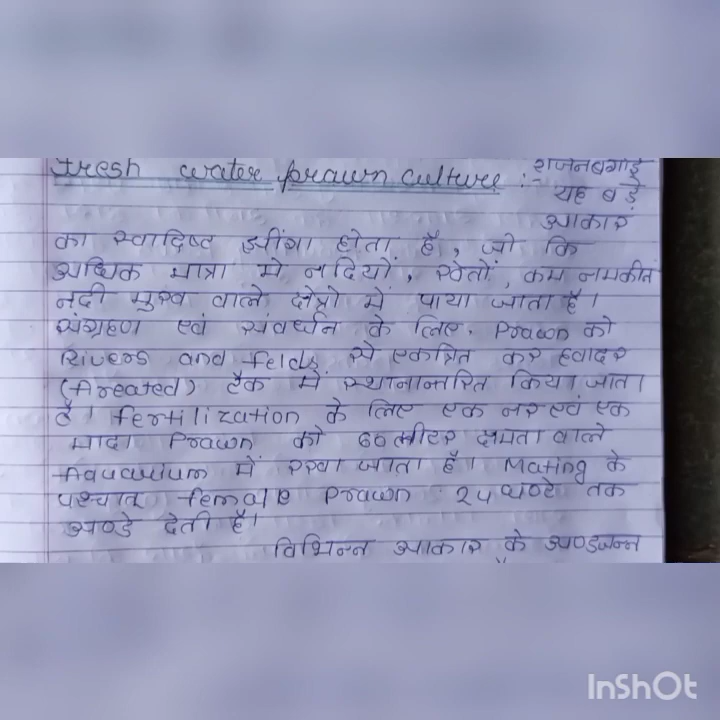 Fresh water prawn culture :-
यह बड़े
आकार
का स्वादिष्ट झींगा होता है, जो कि
अधिक मात्रा में नदियों, खेतों, कम नमकीन
नदी मुख वाले क्षेत्रो में पाया जाता है।
संग्रहण एवं संवर्धन के लिए Prawn को
Rivers and fields से एकत्रित कर हवादार
(Areated) टैंक में स्थानान्तरित किया जाता
है। Fertilization के लिए एक नर एवं एक
मादा Prawn को 60 लीटर क्षमता वाले
Aquarium में रखा जाता है। Mating के
पश्चात female Prawn 24 घण्टे तक
अण्डे देती है।
विभिन्न आकार के
InShOt